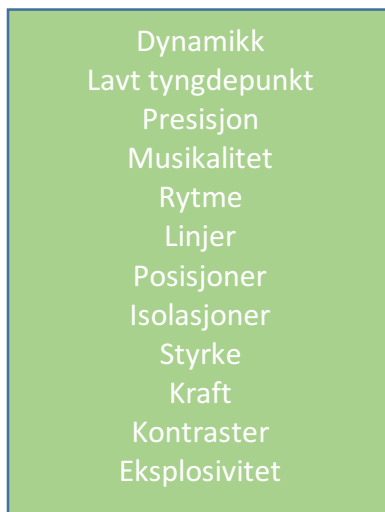 Dynamikk
Lavt tyngdepunkt
Presisjon
Musikalitet
Rytme
Linjer
Posisjoner
Isolasjoner
Styrke
Kraft
Kontraster
Eksplosivitet